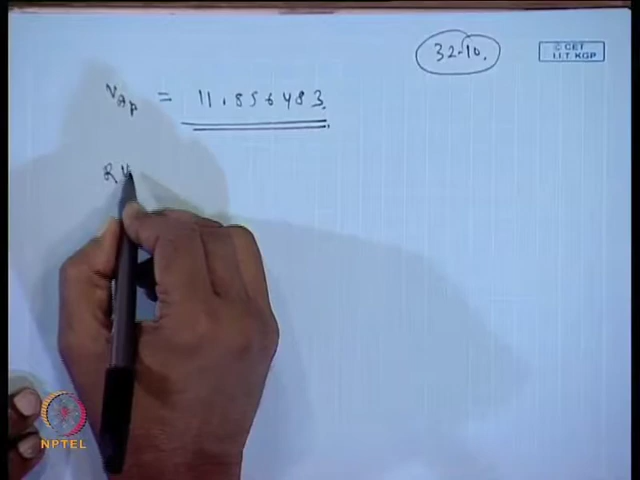 32-10.
© CET
I.I.T. KGP
V_AP = 11.856483.
R
NPTEL